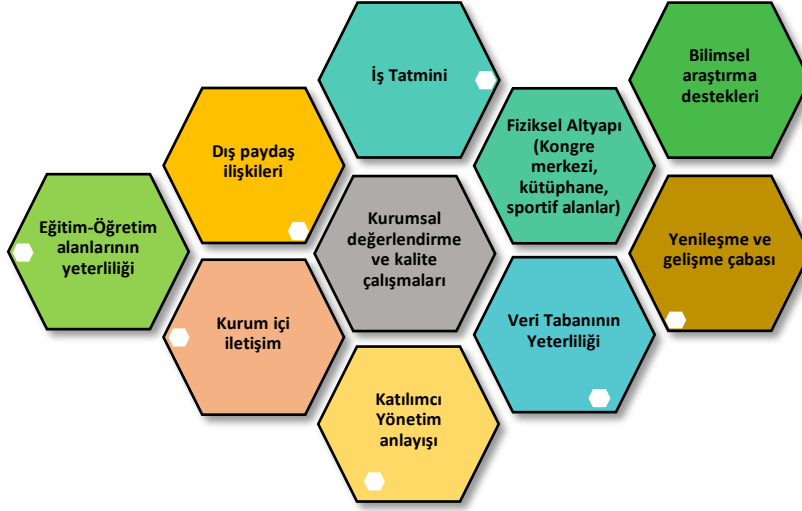 İş Tatmini
Bilimsel
araştırma
destekleri
Dış paydaş
ilişkileri
Fiziksel Altyapı
(Kongre
merkezi,
kütüphane,
sportif alanlar)
Eğitim-Öğretim
alanlarının
yeterliliği
Kurumsal
değerlendirme
ve kalite
çalışmaları
Yenileşme ve
gelişme çabası
Kurum içi
iletişim
Veri Tabanının
Yeterliliği
Katılımcı
Yönetim
anlayışı